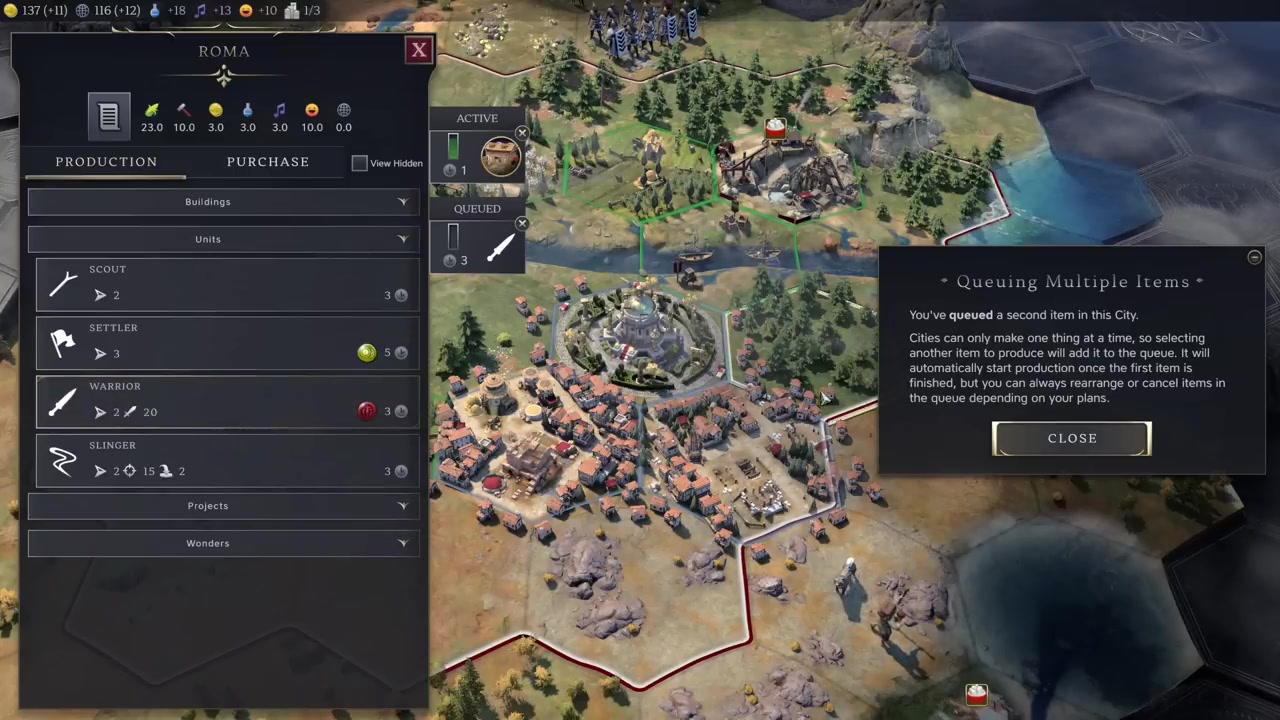 137 (+11) 116 (+12) +18 +13 +10 1/3
ROMA
X
23.0 10.0 3.0 3.0 3.0 10.0 0.0
PRODUCTION PURCHASE View Hidden
Buildings
Units
SCOUT
2 3
SETTLER
3 5
WARRIOR
2 20 3
SLINGER
2 15 2 3
Projects
Wonders
ACTIVE
1
QUEUED
3
Queuing Multiple Items
You've queued a second item in this City.
Cities can only make one thing at a time, so selecting
another item to produce will add it to the queue. It will
automatically start production once the first item is
finished, but you can always rearrange or cancel items in
the queue depending on your plans.
CLOSE